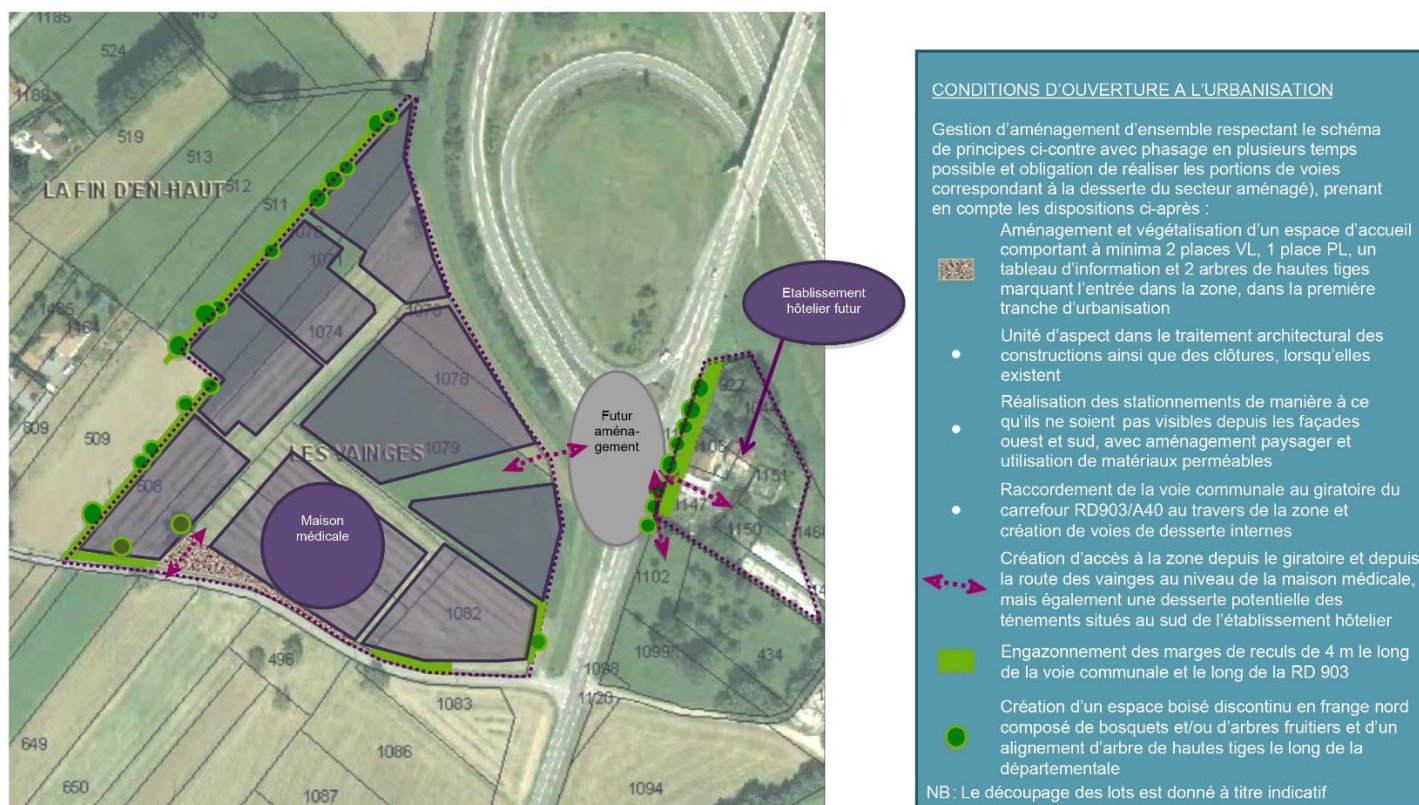 1185
524
1188
519
87
513
LA FIN D'EN-HAUT
512
511
1071
1074
1076
1078
1465
1464
1079
LES VAINGES
809
509
508
Maison
médicale
1082
496
1083
649
1086
650
1087
Etablissement
hôtelier futur
Futur
aména-
gement
922
1106
1151
1147
1150
1468
1102
1099
434
1098
1120
1094
CONDITIONS D'OUVERTURE A L'URBANISATION
Gestion d'aménagement d'ensemble respectant le schéma
de principes ci-contre avec phasage en plusieurs temps
possible et obligation de réaliser les portions de voies
correspondant à la desserte du secteur aménagé), prenant
en compte les dispositions ci-après :
Aménagement et végétalisation d'un espace d'accueil
comportant à minima 2 places VL, 1 place PL, un
tableau d'information et 2 arbres de hautes tiges
marquant l'entrée dans la zone, dans la première
tranche d'urbanisation
Unité d'aspect dans le traitement architectural des
constructions ainsi que des clôtures, lorsqu'elles
existent
Réalisation des stationnements de manière à ce
qu'ils ne soient pas visibles depuis les façades
ouest et sud, avec aménagement paysager et
utilisation de matériaux perméables
Raccordement de la voie communale au giratoire du
carrefour RD903/A40 au travers de la zone et
création de voies de desserte internes
Création d'accès à la zone depuis le giratoire et depuis
la route des vainges au niveau de la maison médicale,
mais également une desserte potentielle des
ténements situés au sud de l'établissement hôtelier
Engazonnement des marges de reculs de 4 m le long
de la voie communale et le long de la RD 903
Création d'un espace boisé discontinu en frange nord
composé de bosquets et/ou d'arbres fruitiers et d'un
alignement d'arbre de hautes tiges le long de la
départementale
NB : Le découpage des lots est donné à titre indicatif